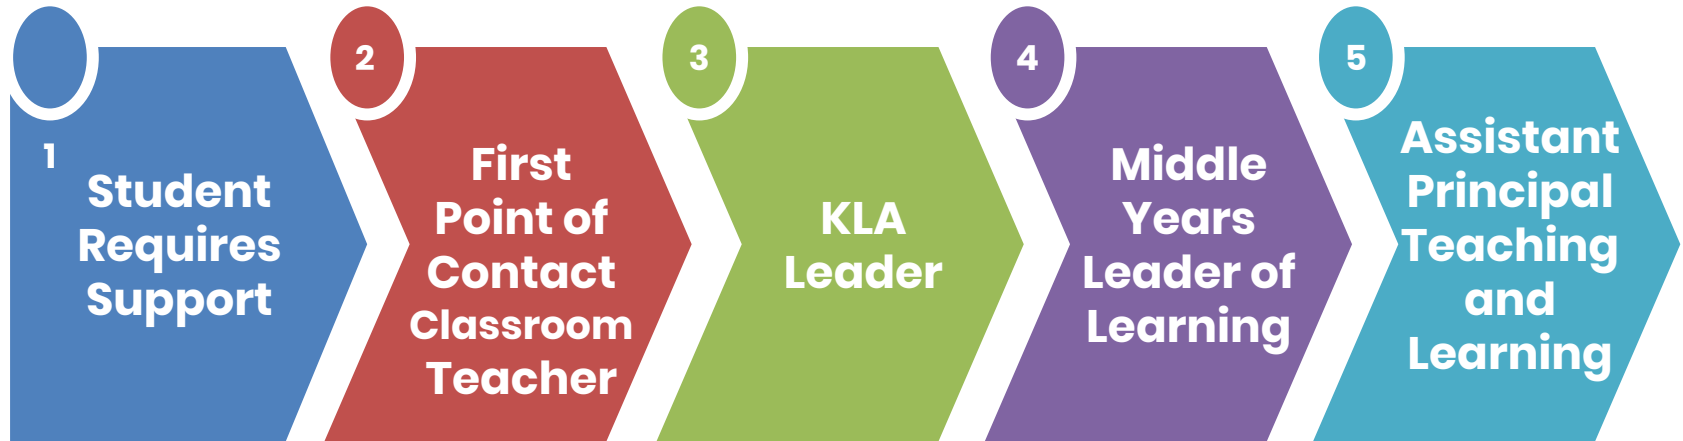 1
Student
Requires
Support
2
First
Point of
Contact
Classroom
Teacher
3
KLA
Leader
4
Middle
Years
Leader of
Learning
5
Assistant
Principal
Teaching
and
Learning